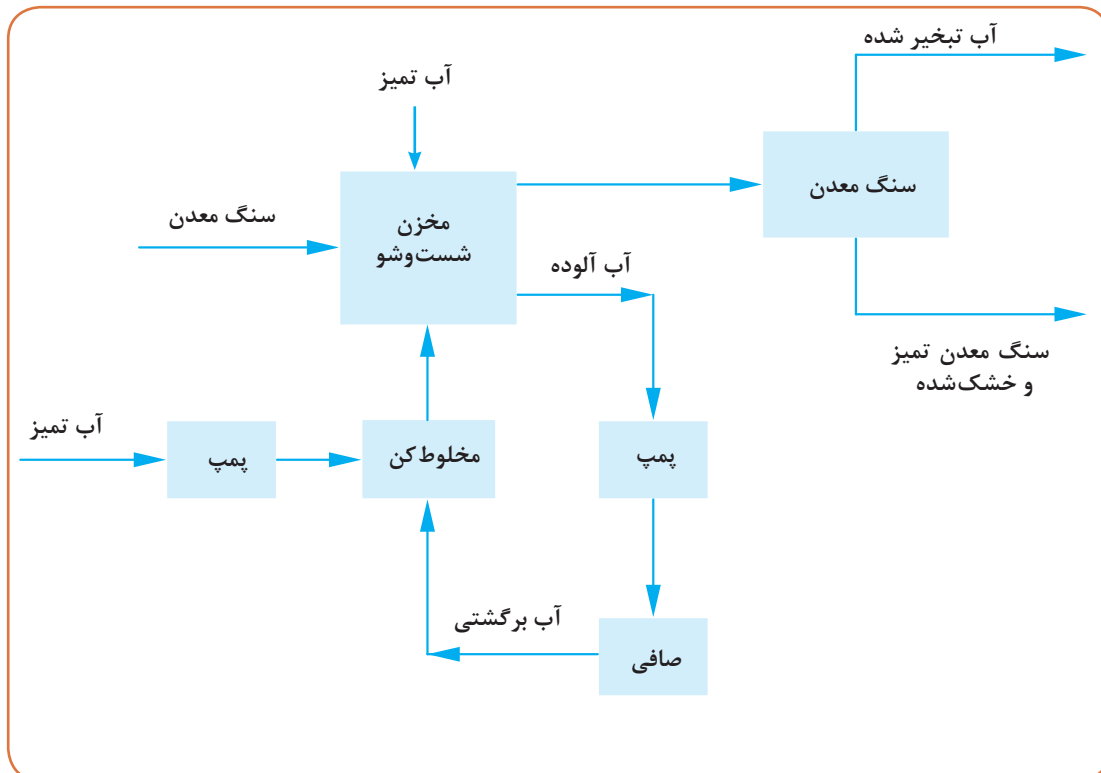 آب تبخیر شده
آب تمیز
سنگ معدن
مخزن
شست‌وشو
سنگ معدن
آب آلوده
سنگ معدن تمیز
و خشک‌شده
آب تمیز
پمپ
مخلوط‌کن
پمپ
آب برگشتی
صافی